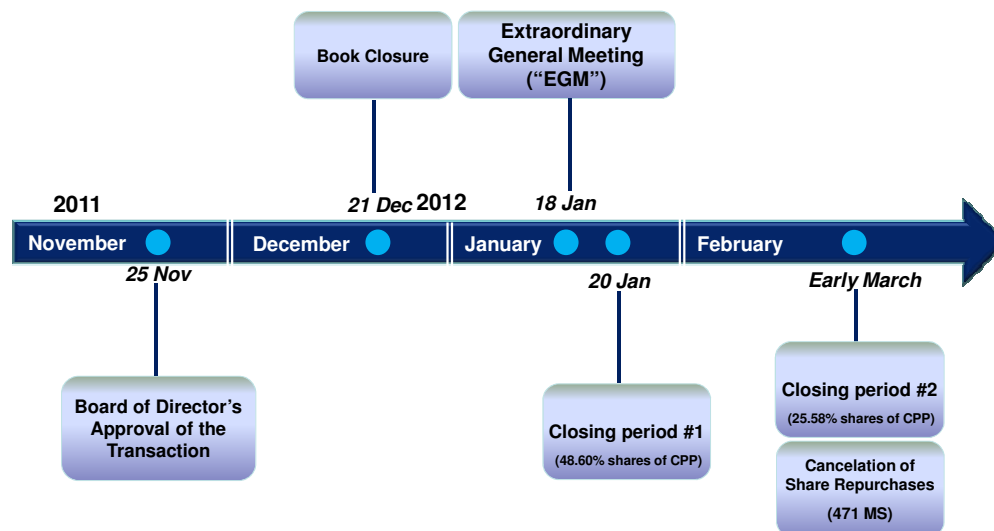 Book Closure
Extraordinary
General Meeting
(“EGM”)
2011
21 Dec
2012
18 Jan
November
December
January
February
25 Nov
20 Jan
Early March
Board of Director’s
Approval of the
Transaction
Closing period #1
(48.60% shares of CPP)
Closing period #2
(25.58% shares of CPP)
Cancelation of
Share Repurchases
(471 MS)